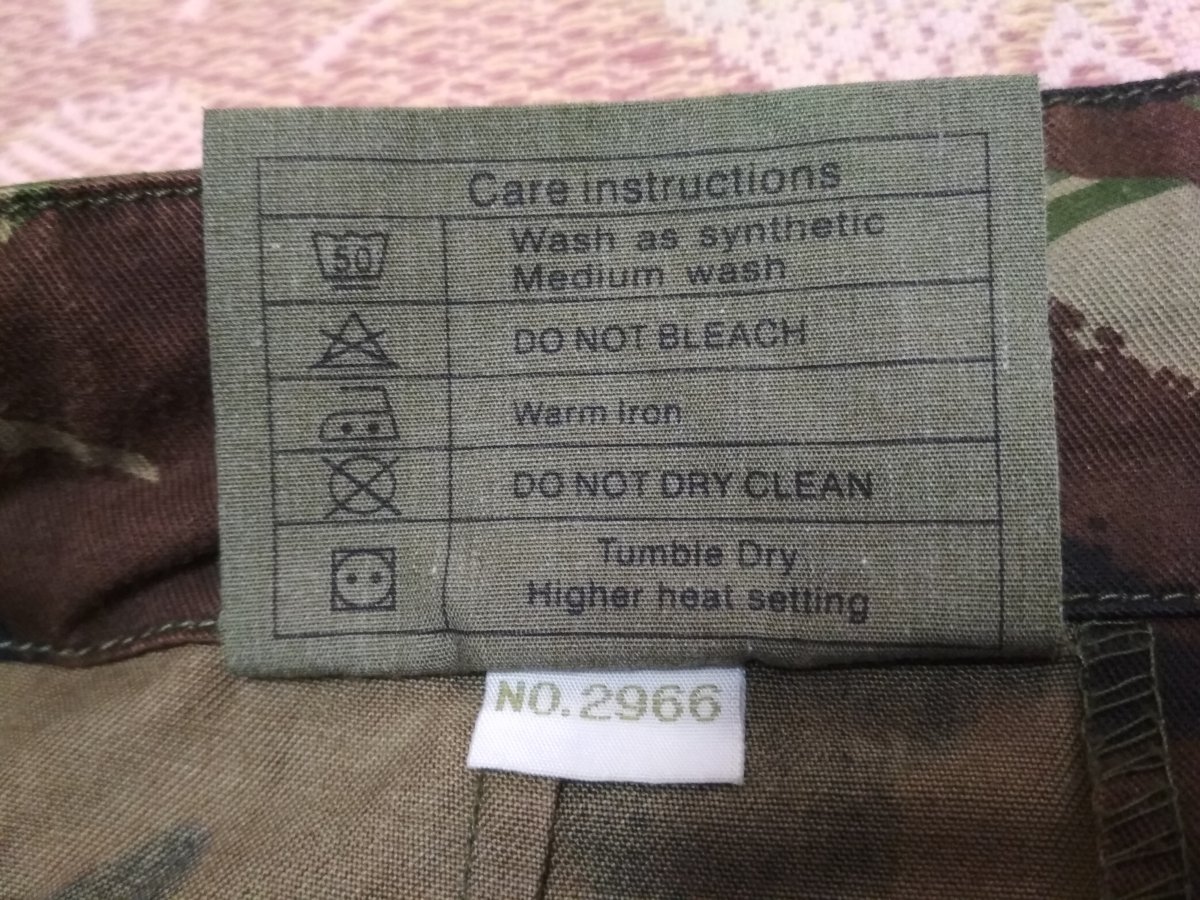 Care instructions
50
Wash as synthetic
Medium wash
DO NOT BLEACH
Warm iron
DO NOT DRY CLEAN
Tumble Dry
Higher heat setting
NO.2966